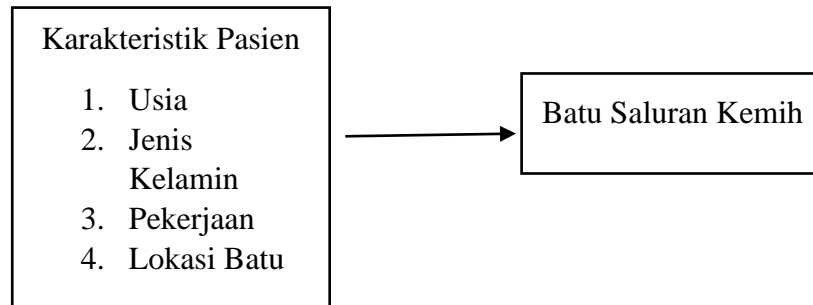 Karakteristik Pasien
1. Usia
2. Jenis
Kelamin
3. Pekerjaan
4. Lokasi Batu
Batu Saluran Kemih